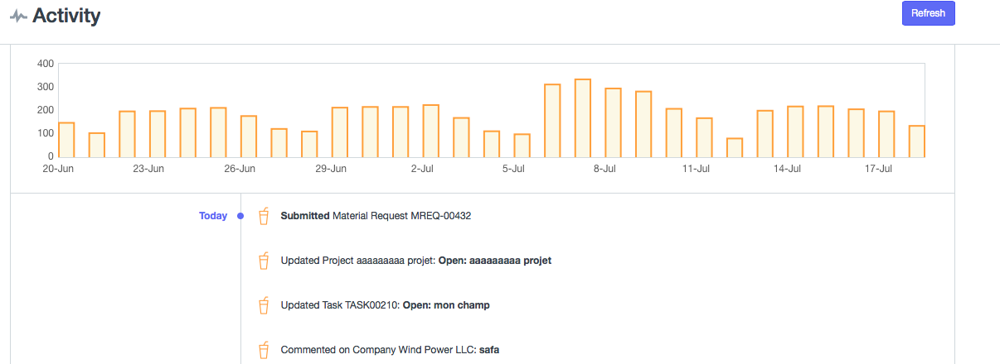 Activity
Refresh
400
300
200
100
0
20-Jun 23-Jun 26-Jun 29-Jun 2-Jul 5-Jul 8-Jul 11-Jul 14-Jul 17-Jul
Today Submitted Material Request MREQ-00432
Updated Project aaaaaaaaa projet: Open: aaaaaaaaa projet
Updated Task TASK00210: Open: mon champ
Commented on Company Wind Power LLC: safa